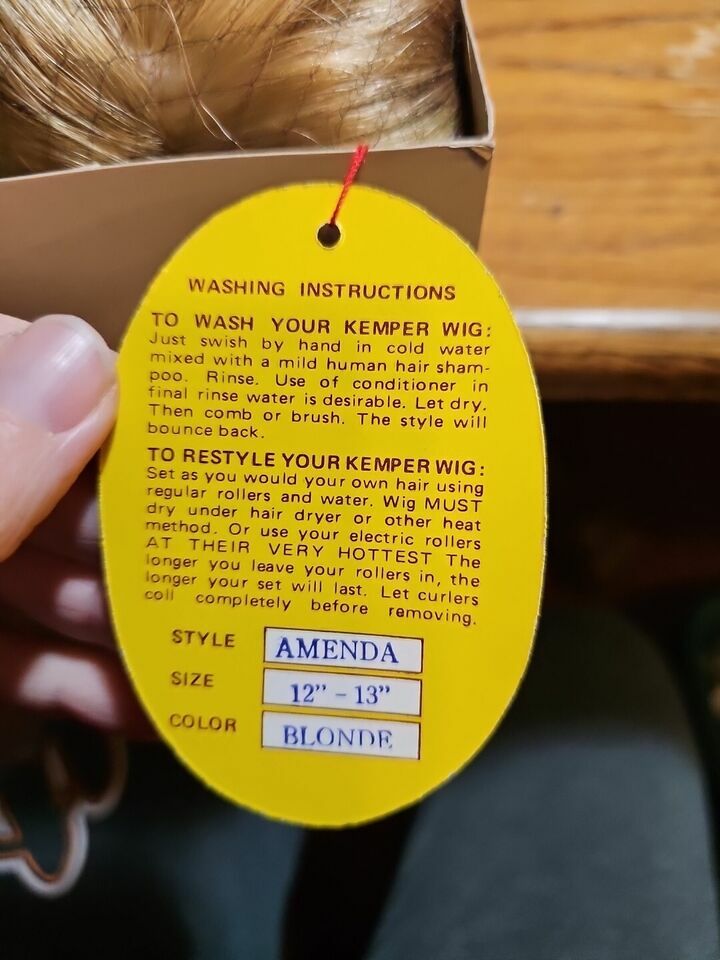 WASHING INSTRUCTIONS
TO WASH YOUR KEMPER WIG:
Just swish by hand in cold water
mixed with a mild human hair sham-
poo. Rinse. Use of conditioner in
final rinse water is desirable. Let dry.
Then comb or brush. The style will
bounce back.
TO RESTYLE YOUR KEMPER WIG:
Set as you would your own hair using
regular rollers and water. Wig MUST
dry under hair dryer or other heat
method. Or use your electric rollers
AT THEIR VERY HOTTEST The
longer you leave your rollers in, the
longer your set will last. Let curlers
coll completely before removing.
STYLE AMENDA
SIZE 12” – 13”
COLOR BLONDE